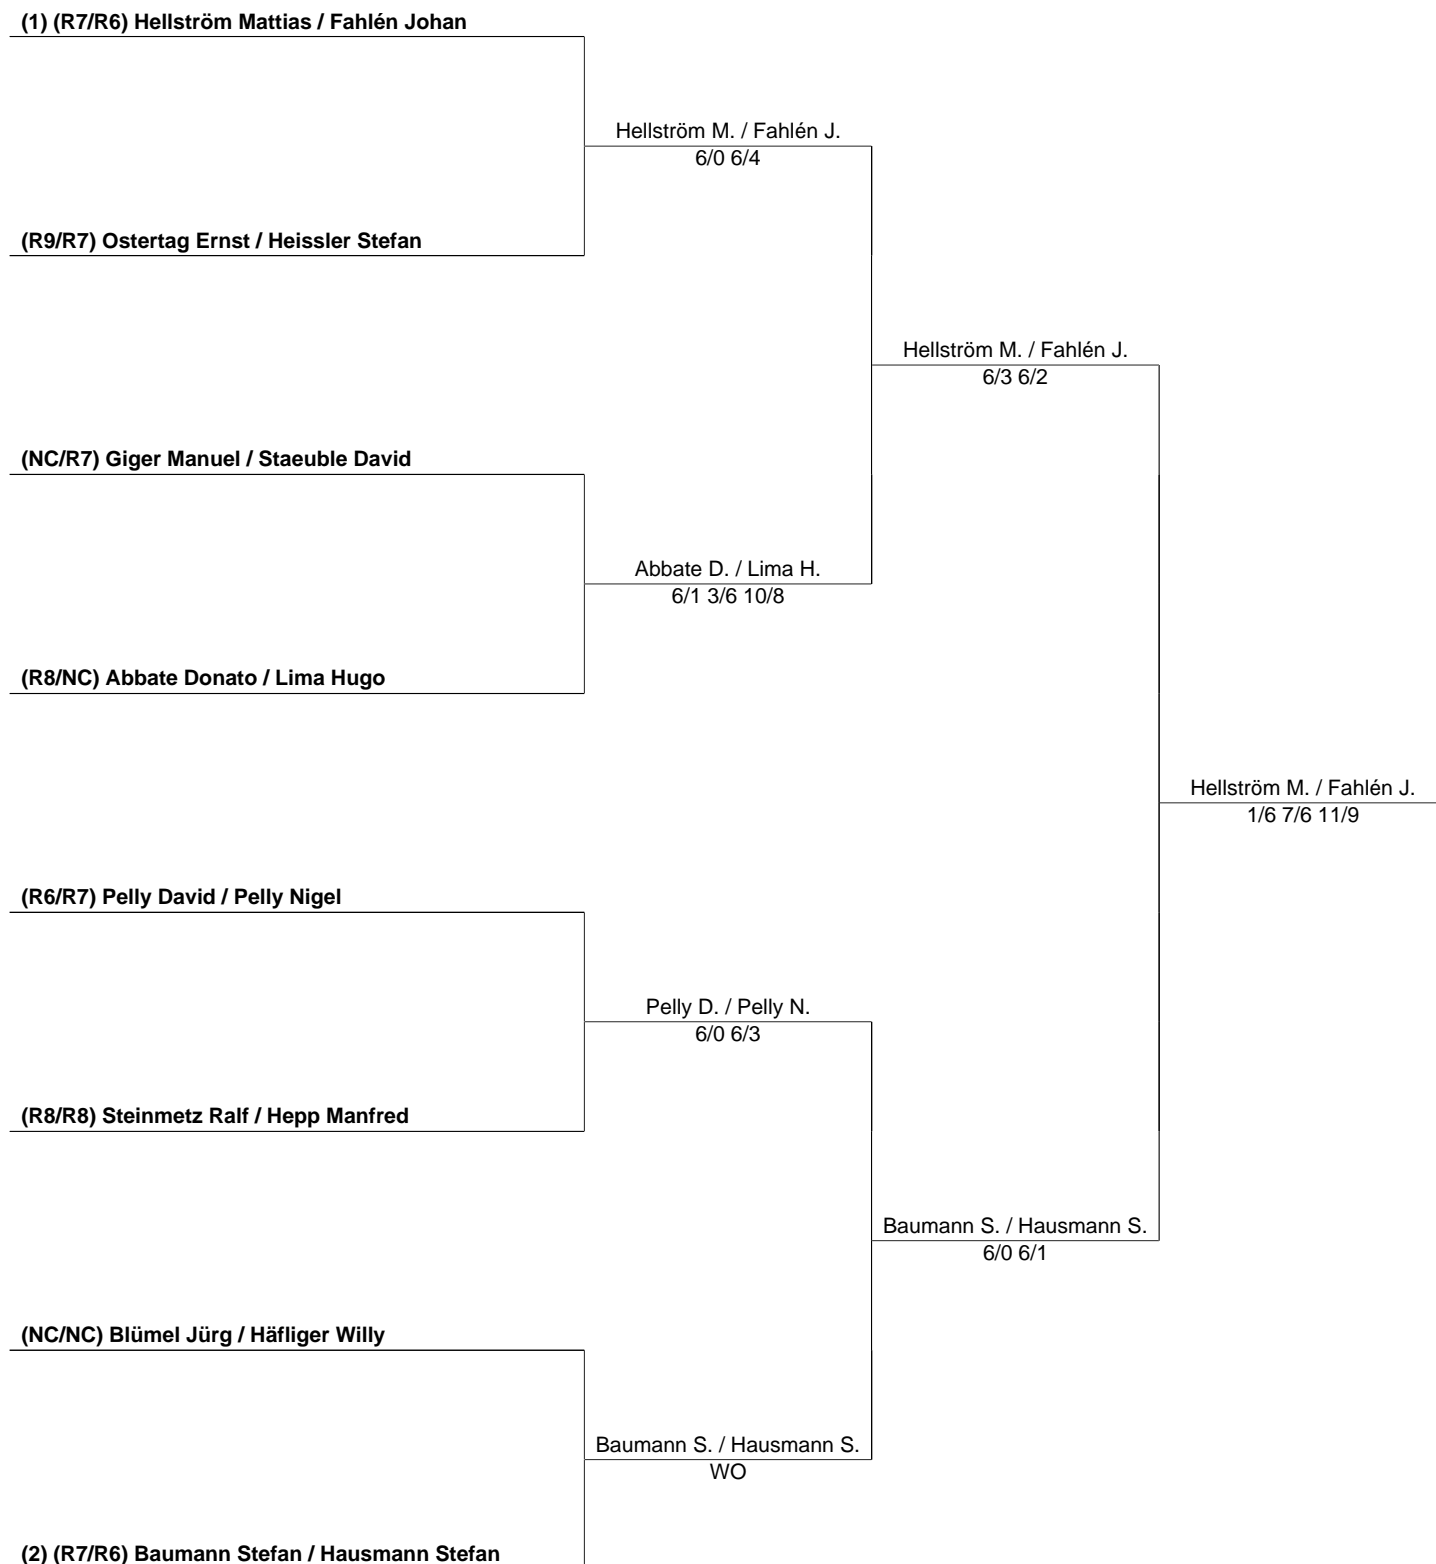 (1) (R7/R6) Hellström Mattias / Fahlén Johan
Hellström M. / Fahlén J.
6/0 6/4
(R9/R7) Ostertag Ernst / Heissler Stefan
Hellström M. / Fahlén J.
6/3 6/2
(NC/R7) Giger Manuel / Staeuble David
Abbate D. / Lima H.
6/1 3/6 10/8
(R8/NC) Abbate Donato / Lima Hugo
Hellström M. / Fahlén J.
1/6 7/6 11/9
(R6/R7) Pelly David / Pelly Nigel
Pelly D. / Pelly N.
6/0 6/3
(R8/R8) Steinmetz Ralf / Hepp Manfred
Baumann S. / Hausmann S.
6/0 6/1
(NC/NC) Blümel Jürg / Häfliger Willy
Baumann S. / Hausmann S.
WO
(2) (R7/R6) Baumann Stefan / Hausmann Stefan